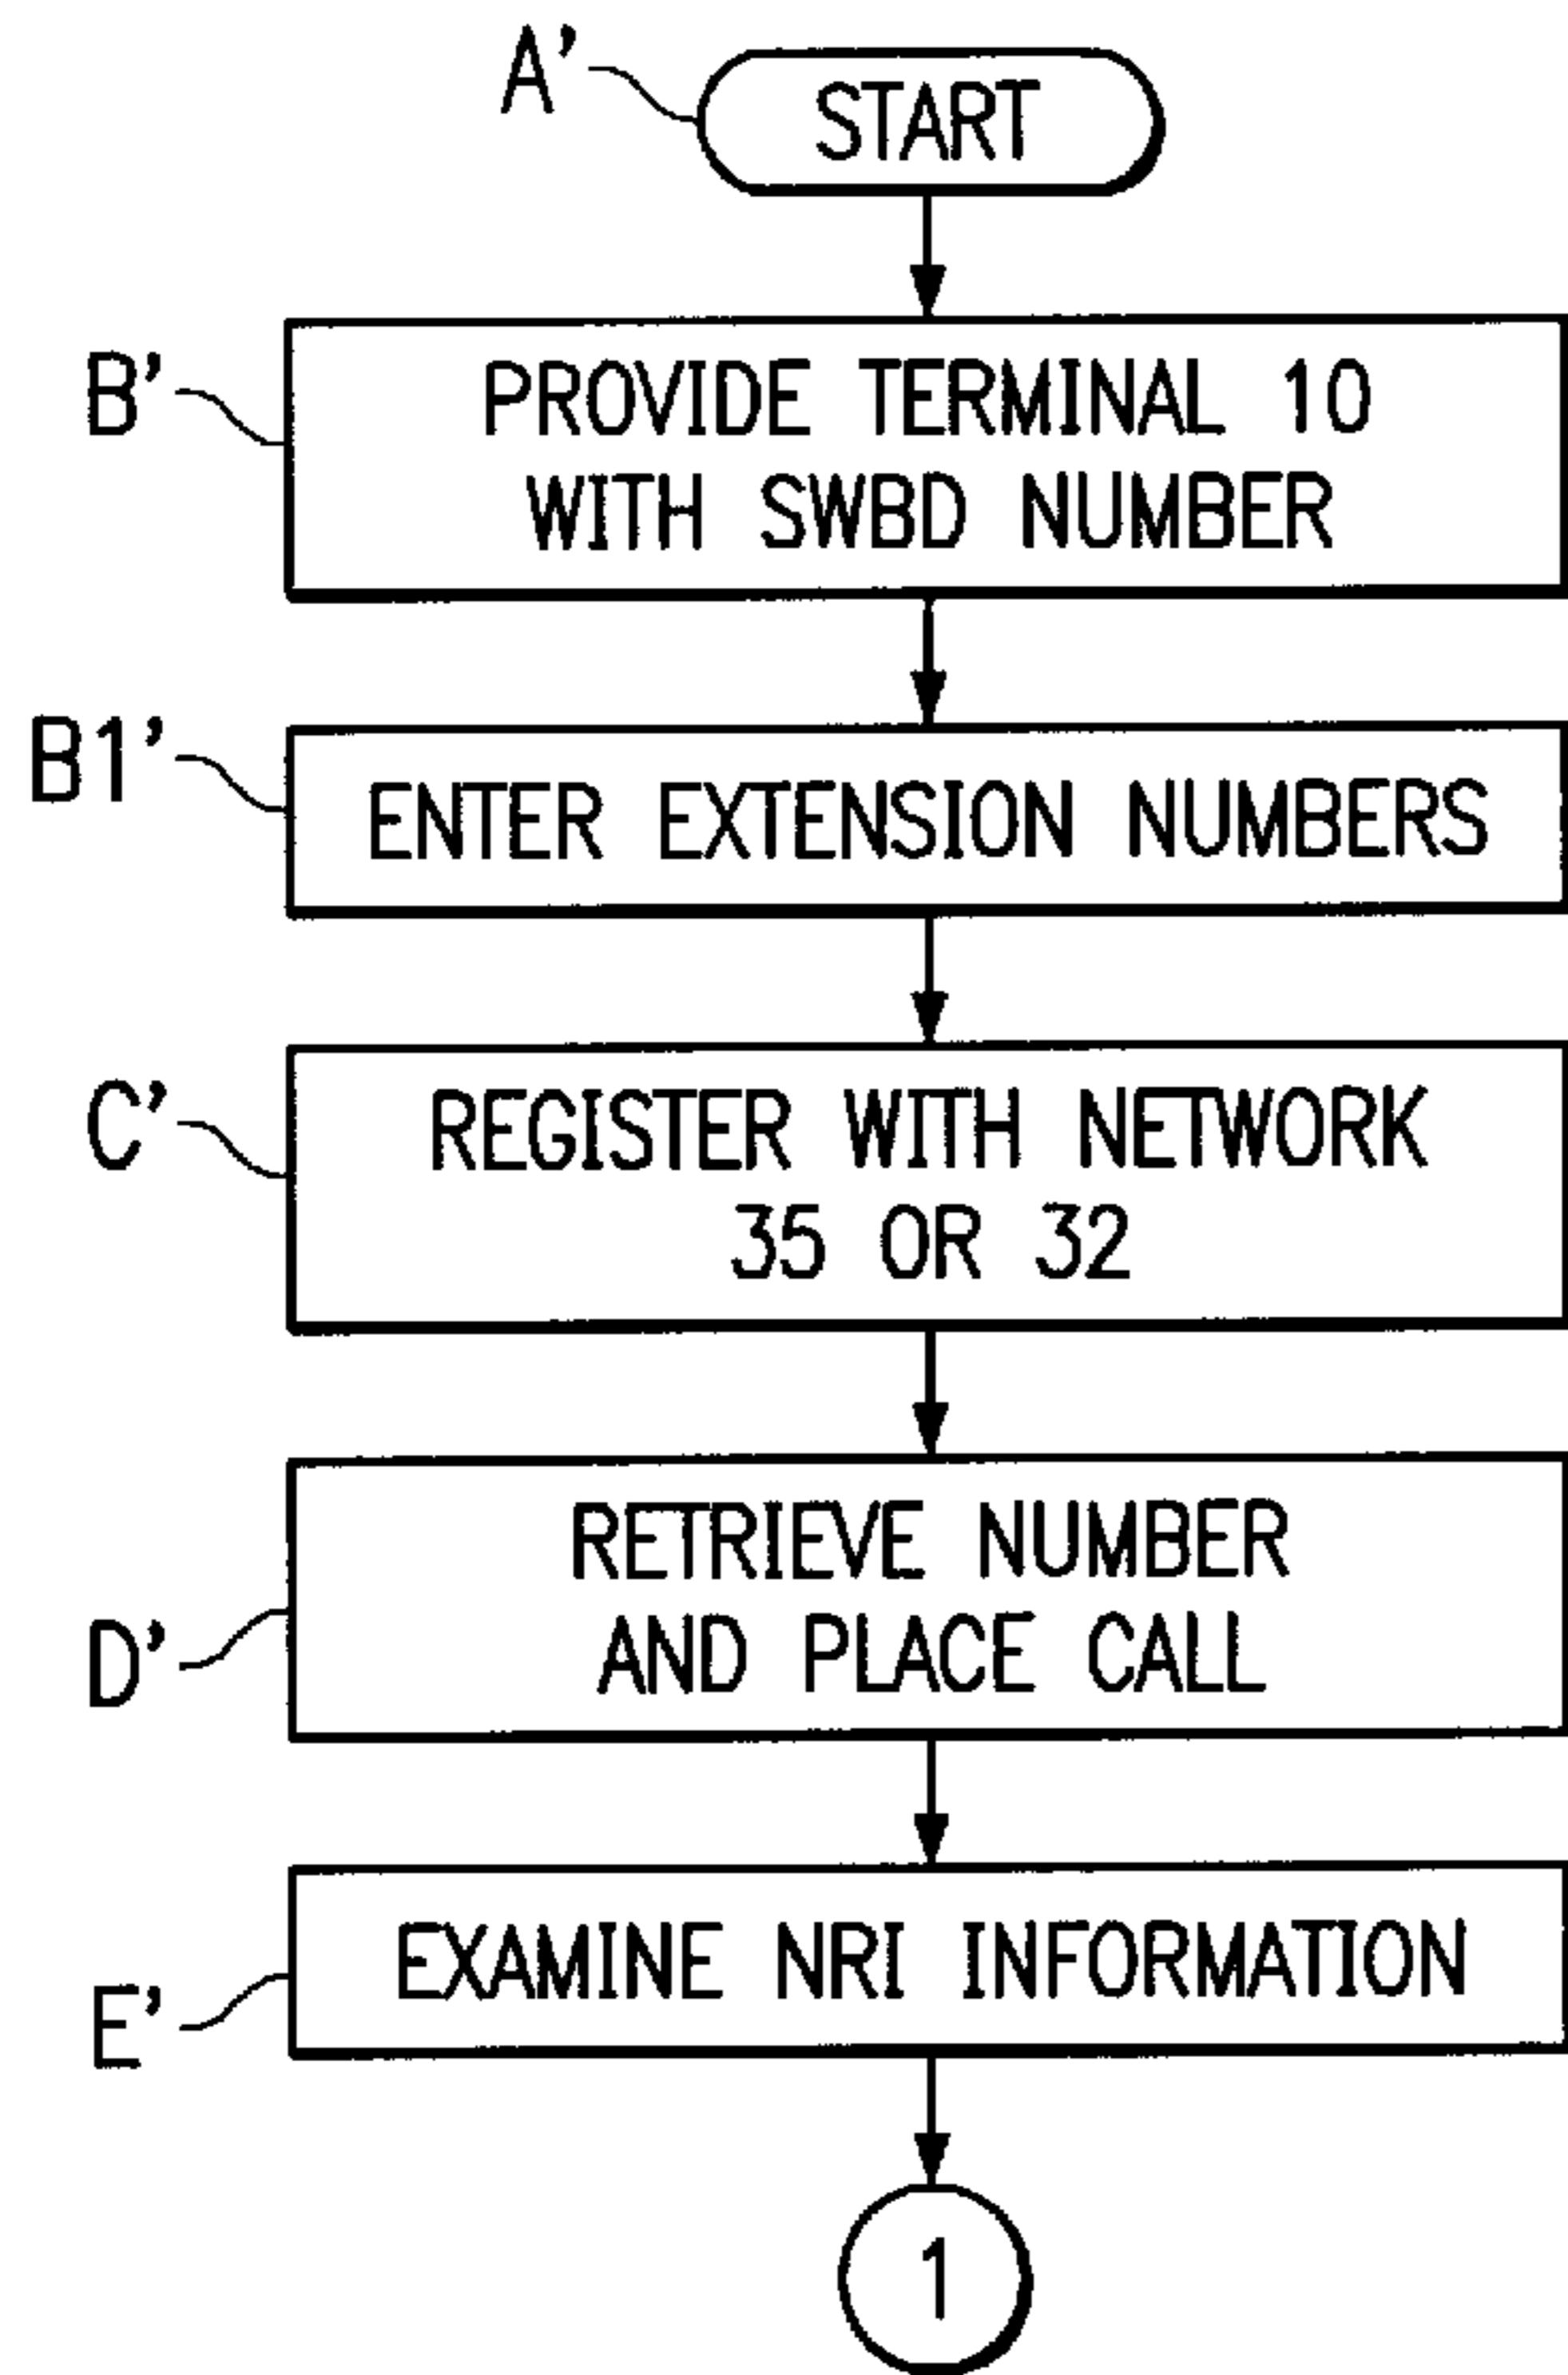 A'
START
B'
PROVIDE TERMINAL 10
WITH SWBD NUMBER
B1'
ENTER EXTENSION NUMBERS
C'
REGISTER WITH NETWORK
35 OR 32
D'
RETRIEVE NUMBER
AND PLACE CALL
E'
EXAMINE NRI INFORMATION
1